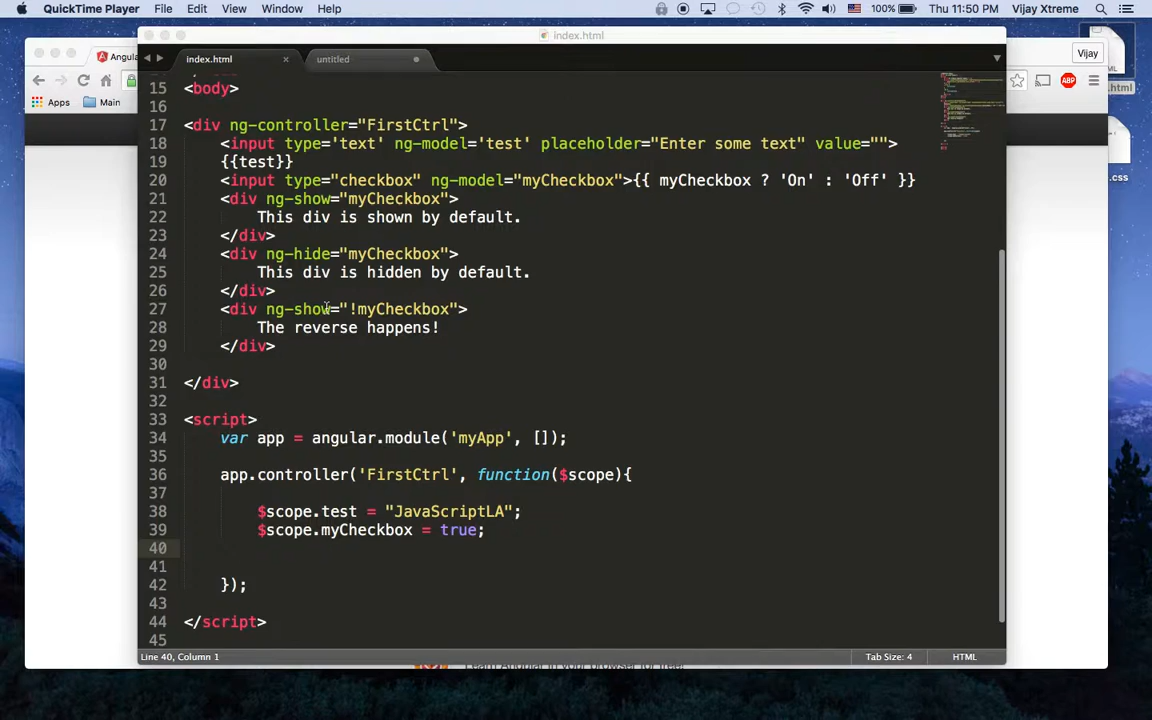 QuickTime Player File Edit View Window Help 100% Thu 11:50 PM Vijay Xtreme
index.html
Angula
Vijay
index.html × untitled
Apps Main
.html
.css
15 <body>
16
17 <div ng-controller="FirstCtrl">
18 <input type='text' ng-model='test' placeholder="Enter some text" value="">
19 {{test}}
20 <input type="checkbox" ng-model="myCheckbox">{{ myCheckbox ? 'On' : 'Off' }}
21 <div ng-show="myCheckbox">
22 This div is shown by default.
23 </div>
24 <div ng-hide="myCheckbox">
25 This div is hidden by default.
26 </div>
27 <div ng-show="!myCheckbox">
28 The reverse happens!
29 </div>
30
31 </div>
32
33 <script>
34 var app = angular.module('myApp', []);
35
36 app.controller('FirstCtrl', function($scope){
37
38 $scope.test = "JavaScriptLA";
39 $scope.myCheckbox = true;
40
41
42 });
43
44 </script>
45
Line 40, Column 1 Tab Size: 4 HTML